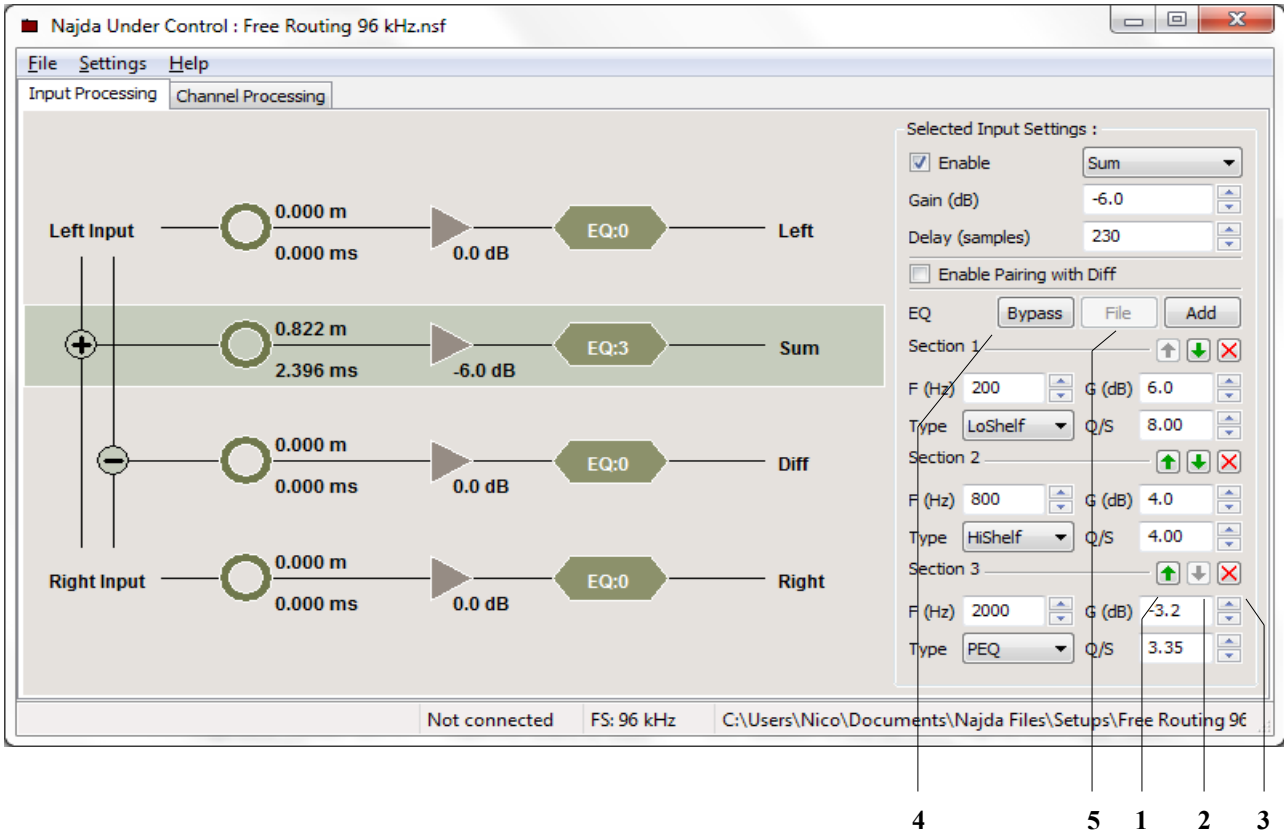 Najda Under Control : Free Routing 96 kHz.nsf
File Settings Help
Input Processing Channel Processing
Left Input
0.000 m
0.000 ms
0.0 dB
EQ:0
Left
0.822 m
2.396 ms
-6.0 dB
EQ:3
Sum
0.000 m
0.000 ms
0.0 dB
EQ:0
Diff
Right Input
0.000 m
0.000 ms
0.0 dB
EQ:0
Right
Selected Input Settings :
Enable Sum
Gain (dB) -6.0
Delay (samples) 230
Enable Pairing with Diff
EQ Bypass File Add
Section 1
F (Hz) 200 G (dB) 6.0
Type LoShelf Q/S 8.00
Section 2
F (Hz) 800 G (dB) 4.0
Type HiShelf Q/S 4.00
Section 3
F (Hz) 2000 G (dB) -3.2
Type PEQ Q/S 3.35
Not connected FS: 96 kHz C:\Users\Nico\Documents\Najda Files\Setups\Free Routing 96
4 5 1 2 3